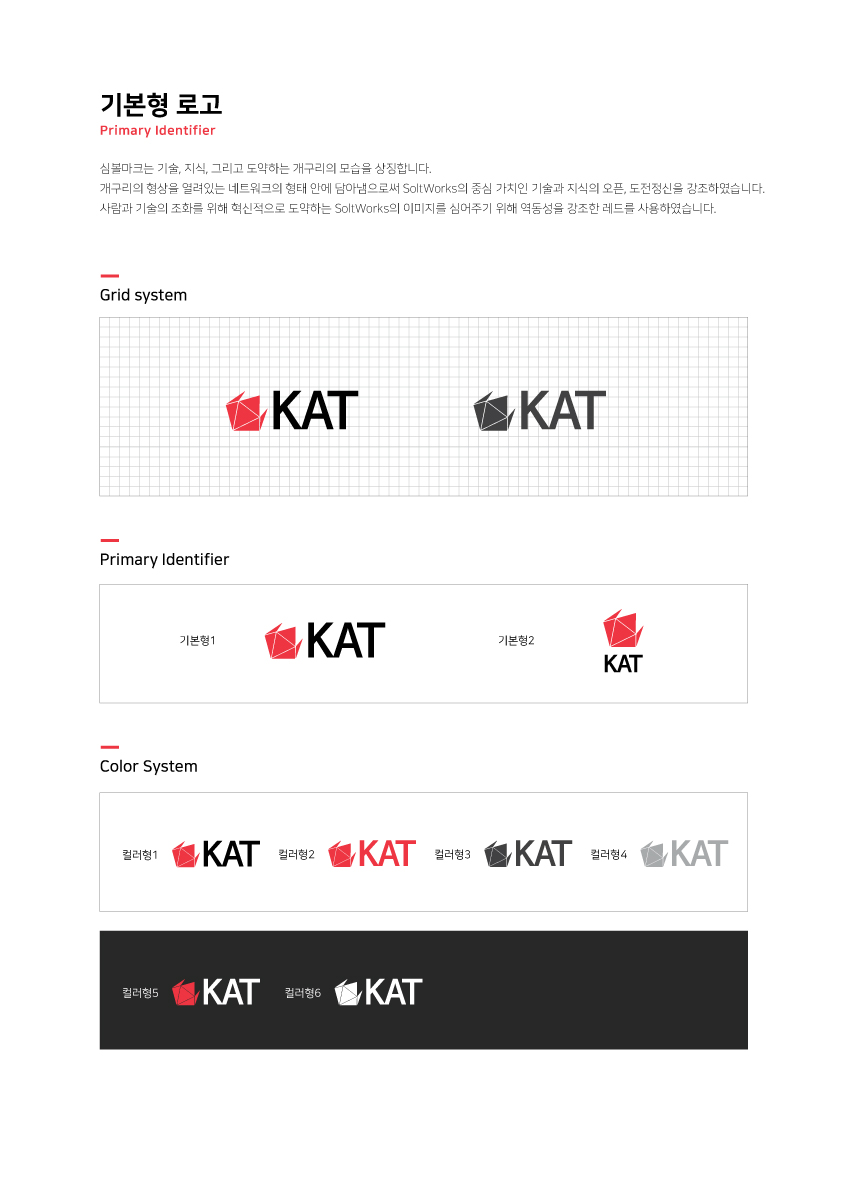 기본형 로고
Primary Identifier
심볼마크는 기술, 지식, 그리고 도약하는 개구리의 모습을 상징합니다.
개구리의 형상을 열려있는 네트워크의 형태 안에 담아냄으로써 SoltWorks의 중심 가치인 기술과 지식의 오픈, 도전정신을 강조하였습니다.
사람과 기술의 조화를 위해 혁신적으로 도약하는 SoltWorks의 이미지를 심어주기 위해 역동성을 강조한 레드를 사용하였습니다.
Grid system
KAT KAT
Primary Identifier
기본형1 KAT 기본형2 KAT
Color System
컬러형1 KAT 컬러형2 KAT 컬러형3 KAT 컬러형4 KAT
컬러형5 KAT 컬러형6 KAT